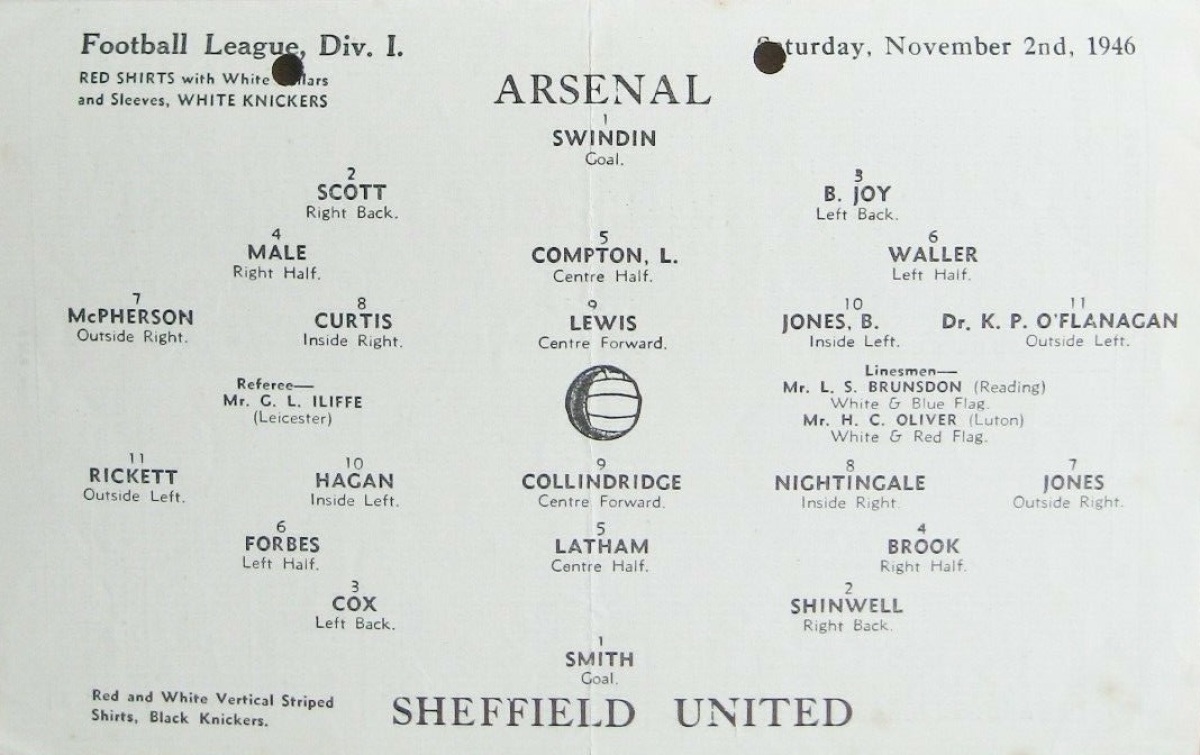 Football League, Div. I.
Saturday, November 2nd, 1946
RED SHIRTS with White Collars
and Sleeves, WHITE KNICKERS
ARSENAL
1
SWINDIN
Goal.
2 3
SCOTT B. JOY
Right Back. Left Back.
4 5 6
MALE COMPTON, L. WALLER
Right Half. Centre Half. Left Half.
7 8 9 10 11
McPHERSON CURTIS LEWIS JONES, B. Dr. K. P. O'FLANAGAN
Outside Right. Inside Right. Centre Forward. Inside Left. Outside Left.
Referee—
Mr. G. L. ILIFFE
(Leicester)
Linesmen—
Mr. L. S. BRUNSDON (Reading)
White & Blue Flag.
Mr. H. C. OLIVER (Luton)
White & Red Flag.
11 10 9 8 7
RICKETT HAGAN COLLINDRIDGE NIGHTINGALE JONES
Outside Left. Inside Left. Centre Forward. Inside Right. Outside Right.
6 5 4
FORBES LATHAM BROOK
Left Half. Centre Half. Right Half.
3 2
COX SHINWELL
Left Back. Right Back.
1
SMITH
Goal.
Red and White Vertical Striped
Shirts, Black Knickers.
SHEFFIELD UNITED